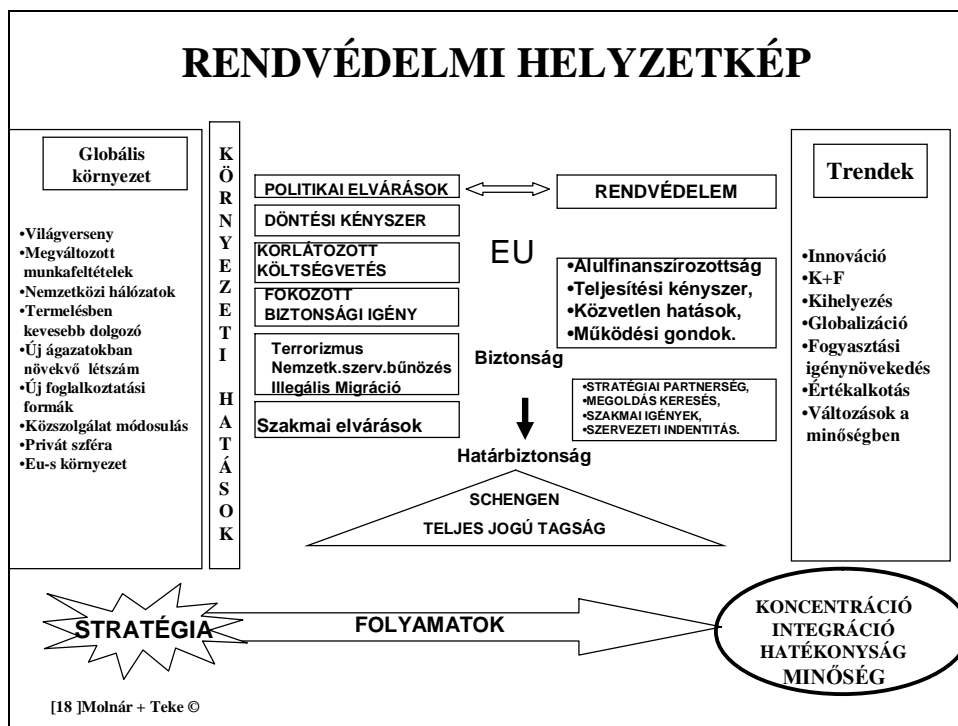 RENDVÉDELMI HELYZETKÉP
Globális
környezet
•Világverseny
•Megváltozott
munkafeltételek
•Nemzetközi hálózatok
•Termelésben
kevesebb dolgozó
•Új ágazatokban
növekvő létszám
•Új foglalkoztatási
formák
•Közszolgálat módosulás
•Privát szféra
•Eu-s környezet
K
Ö
R
N
Y
E
Z
E
T
I
H
A
T
Á
S
O
K
POLITIKAI ELVÁRÁSOK
DÖNTÉSI KÉNYSZER
KORLÁTOZOTT
KÖLTSÉGVETÉS
FOKOZOTT
BIZTONSÁGI IGÉNY
Terrorizmus
Nemzetk.szerv.bűnözés
Illegális Migráció
Szakmai elvárások
EU
Biztonság
Határbiztonság
SCHENGEN
TELJES JOGÚ TAGSÁG
RENDVÉDELEM
•Alulfinanszírozottság
•Teljesítési kényszer,
•Közvetlen hatások,
•Működési gondok.
•STRATÉGIAI PARTNERSÉG,
•MEGOLDÁS KERESÉS,
•SZAKMAI IGÉNYEK,
•SZERVEZETI INDENTITÁS.
Trendek
•Innováció
•K+F
•Kihelyezés
•Globalizáció
•Fogyasztási
igénynövekedés
•Értékalkotás
•Változások a
minőségben
STRATÉGIA
FOLYAMATOK
KONCENTRÁCIÓ
INTEGRÁCIÓ
HATÉKONYSÁG
MINŐSÉG
[18 ]Molnár + Teke ©